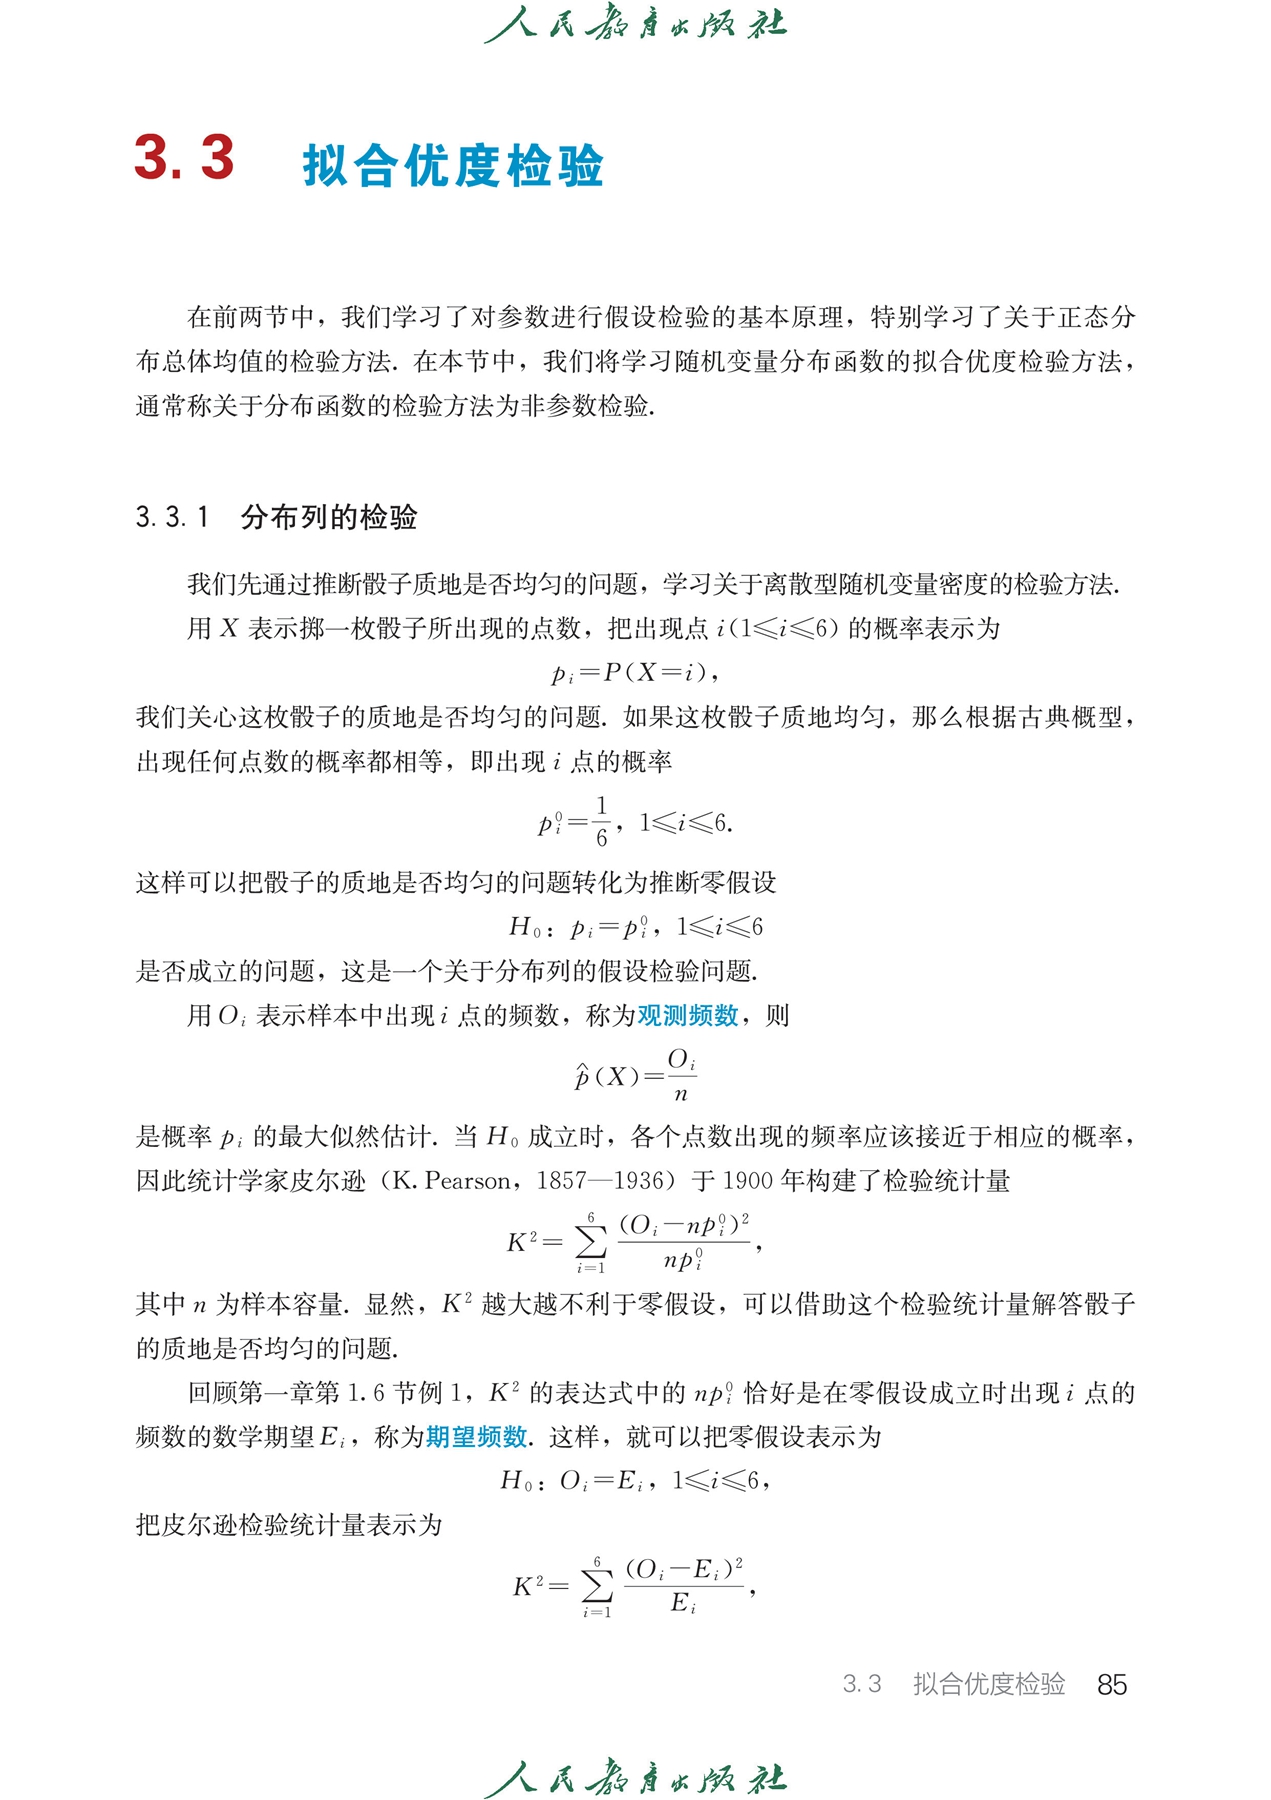 人民教育出版社
3.3 拟合优度检验
在前两节中，我们学习了对参数进行假设检验的基本原理，特别学习了关于正态分
布总体均值的检验方法. 在本节中，我们将学习随机变量分布函数的拟合优度检验方法，
通常称关于分布函数的检验方法为非参数检验.
3.3.1 分布列的检验
我们先通过推断骰子质地是否均匀的问题，学习关于离散型随机变量密度的检验方法.
用 X 表示掷一枚骰子所出现的点数，把出现点 i(1≤i≤6) 的概率表示为
p_i=P(X=i)，
我们关心这枚骰子的质地是否均匀的问题. 如果这枚骰子质地均匀，那么根据古典概型，
出现任何点数的概率都相等，即出现 i 点的概率
p_i^0=1/6，1≤i≤6.
这样可以把骰子的质地是否均匀的问题转化为推断零假设
H_0：p_i=p_i^0，1≤i≤6
是否成立的问题，这是一个关于分布列的假设检验问题.
用 O_i 表示样本中出现 i 点的频数，称为观测频数，则
p̂(X)=O_i/n
是概率 p_i 的最大似然估计. 当 H_0 成立时，各个点数出现的频率应该接近于相应的概率，
因此统计学家皮尔逊（K. Pearson，1857—1936）于 1900 年构建了检验统计量
K²=∑_{i=1}^{6} (O_i-np_i^0)²/np_i^0，
其中 n 为样本容量. 显然，K² 越大越不利于零假设，可以借助这个检验统计量解答骰子
的质地是否均匀的问题.
回顾第一章第 1.6 节例 1，K² 的表达式中的 np_i^0 恰好是在零假设成立时出现 i 点的
频数的数学期望 E_i，称为期望频数. 这样，就可以把零假设表示为
H_0：O_i=E_i，1≤i≤6，
把皮尔逊检验统计量表示为
K²=∑_{i=1}^{6} (O_i-E_i)²/E_i，
3.3 拟合优度检验 85
人民教育出版社